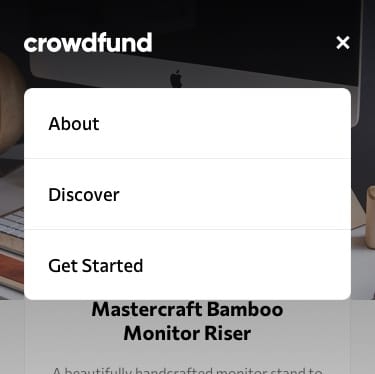 crowdfund
About
Discover
Get Started
Mastercraft Bamboo
Monitor Riser
A beautifully handcrafted monitor stand to